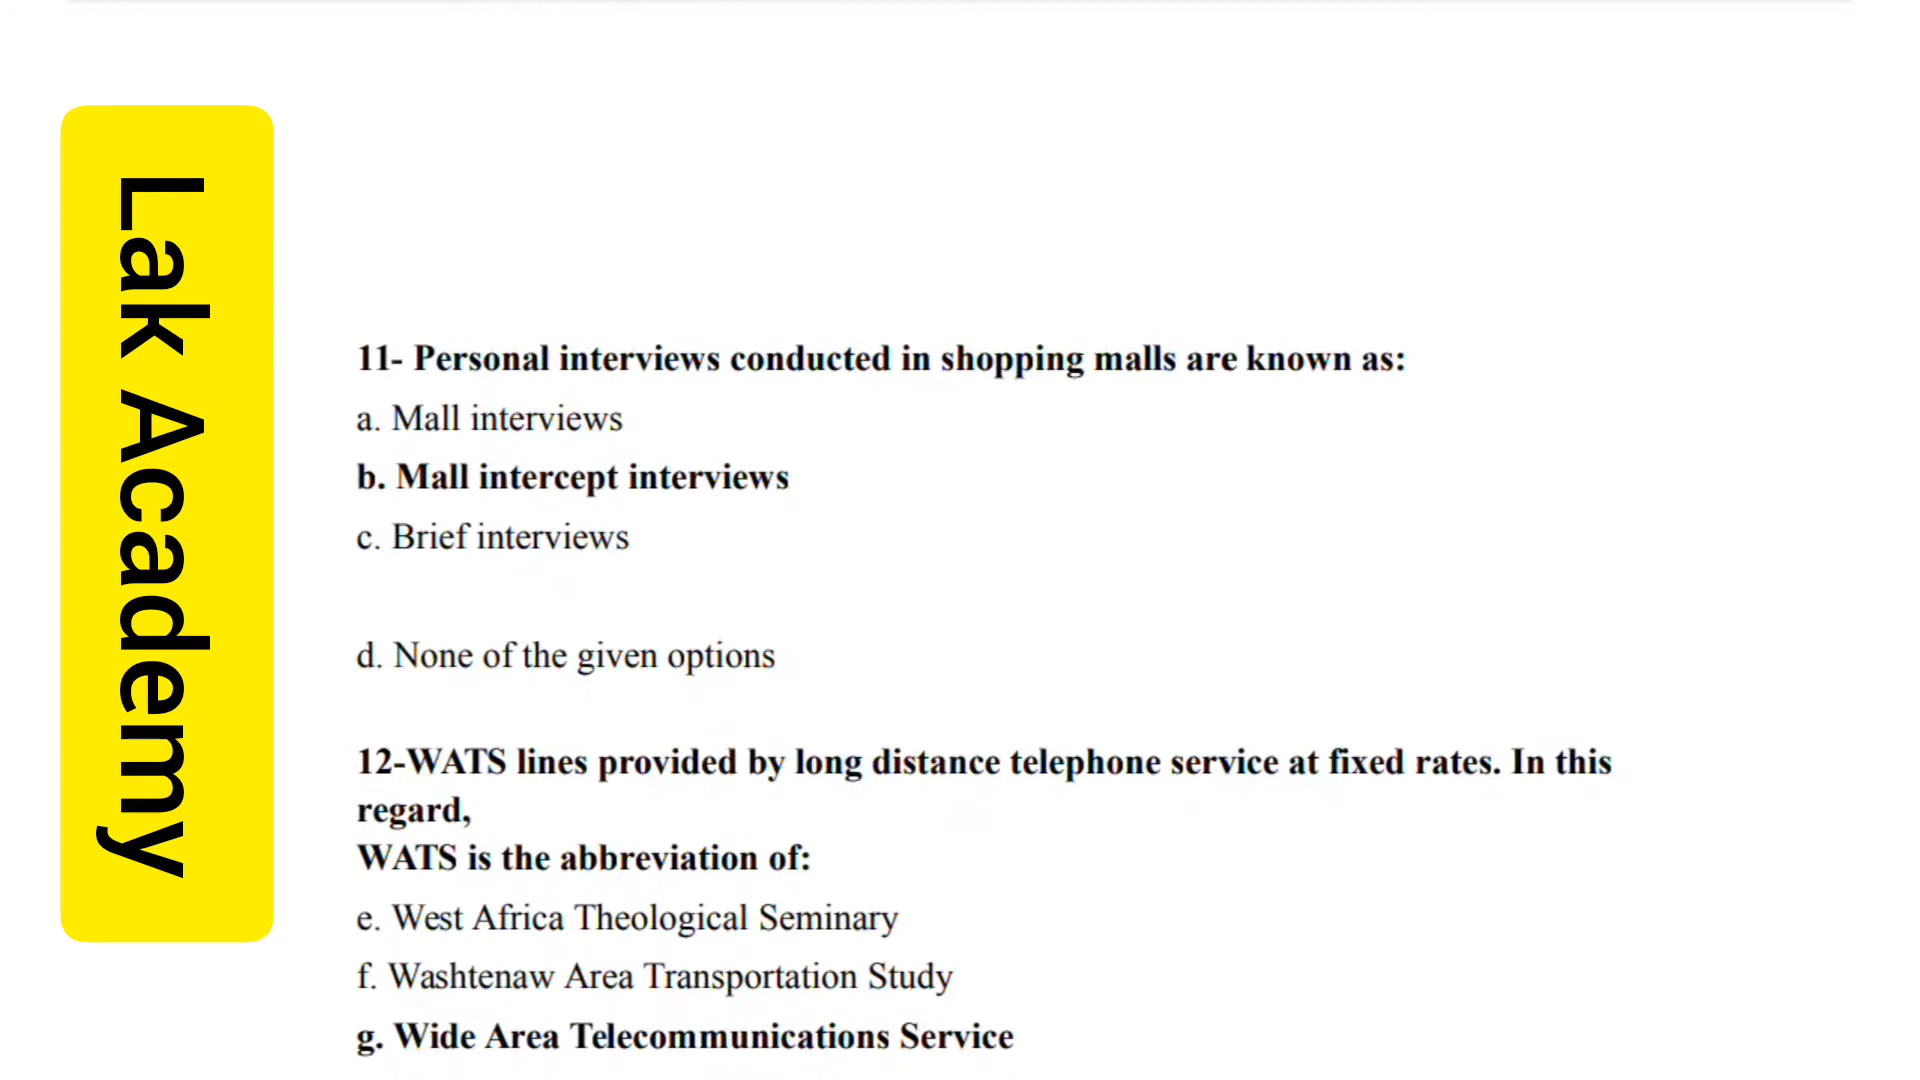 Lak Academy
11- Personal interviews conducted in shopping malls are known as:
a. Mall interviews
b. Mall intercept interviews
c. Brief interviews
d. None of the given options
12-WATS lines provided by long distance telephone service at fixed rates. In this
regard,
WATS is the abbreviation of:
e. West Africa Theological Seminary
f. Washtenaw Area Transportation Study
g. Wide Area Telecommunications Service